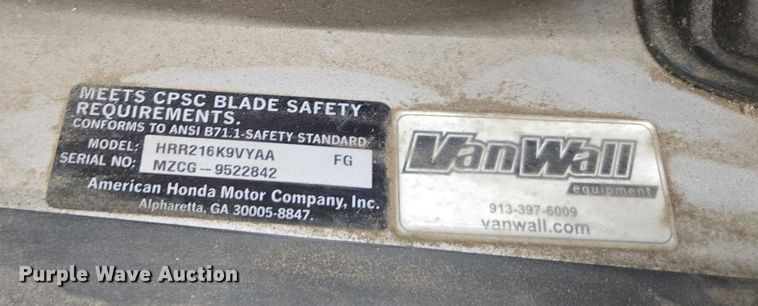 MEETS CPSC BLADE SAFETY
REQUIREMENTS.
CONFORMS TO ANSI B71.1-SAFETY STANDARD
MODEL: HRR216K9VYAA FG
SERIAL NO: MZCG-9522842
American Honda Motor Company, Inc.
Alpharetta, GA 30005-8847.
VanWall
equipment
913-397-6009
vanwall.com
Purple Wave Auction